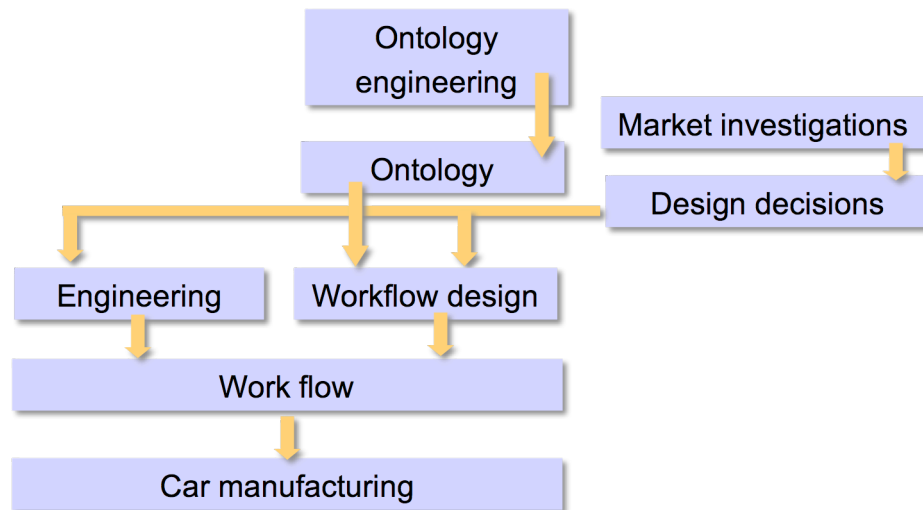 Ontology
engineering
Market investigations
Ontology
Design decisions
Engineering
Workflow design
Work flow
Car manufacturing